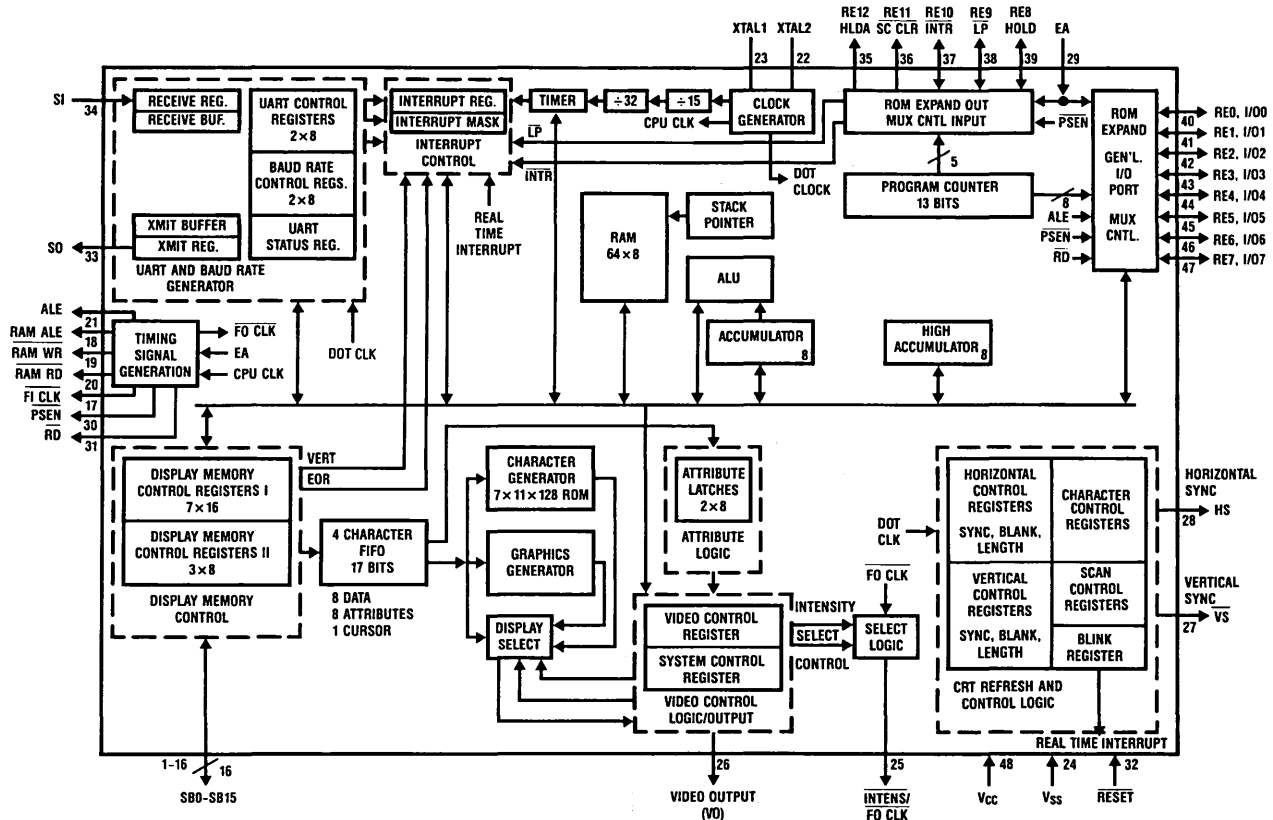 RE12
HLDA
RE11
SC CLR
RE10
INTR
RE9
LP
RE8
HOLD
EA
XTAL1
XTAL2
23
22
35
36
37
38
39
29
SI
34
RECEIVE REG.
RECEIVE BUF.
UART CONTROL
REGISTERS
2×8
BAUD RATE
CONTROL REGS.
2×8
UART
STATUS REG.
XMIT BUFFER
XMIT REG.
UART AND BAUD RATE
GENERATOR
SO
33
INTERRUPT REG.
INTERRUPT MASK
INTERRUPT
CONTROL
TIMER
÷32
÷15
CLOCK
GENERATOR
CPU CLK
LP
INTR
DOT
CLOCK
REAL
TIME
INTERRUPT
ROM EXPAND OUT
MUX CNTL INPUT
PSEN
5
PROGRAM COUNTER
13 BITS
8
ALE
PSEN
RD
ROM
EXPAND
GEN'L.
I/O
PORT
MUX
CNTL.
RE0, I/O0
40
RE1, I/O1
41
RE2, I/O2
42
RE3, I/O3
43
RE4, I/O4
44
RE5, I/O5
45
RE6, I/O6
46
RE7, I/O7
47
RAM
64×8
STACK
POINTER
ALU
ACCUMULATOR
8
HIGH
ACCUMULATOR
8
ALE
21
RAM ALE
18
RAM WR
19
RAM RD
20
FI CLK
17
PSEN
30
RD
31
TIMING
SIGNAL
GENERATION
FO CLK
EA
CPU CLK
DOT CLK
VERT
EOR
DISPLAY MEMORY
CONTROL REGISTERS I
7×16
DISPLAY MEMORY
CONTROL REGISTERS II
3×8
DISPLAY MEMORY
CONTROL
4 CHARACTER
FIFO
17 BITS
8 DATA
8 ATTRIBUTES
1 CURSOR
CHARACTER
GENERATOR
7×11×128 ROM
GRAPHICS
GENERATOR
DISPLAY
SELECT
ATTRIBUTE
LATCHES
2×8
ATTRIBUTE
LOGIC
VIDEO CONTROL
REGISTER
SYSTEM CONTROL
REGISTER
VIDEO CONTROL
LOGIC/OUTPUT
INTENSITY
SELECT
CONTROL
FO CLK
SELECT
LOGIC
DOT
CLK
HORIZONTAL
CONTROL
REGISTERS
SYNC, BLANK,
LENGTH
VERTICAL
CONTROL
REGISTERS
SYNC, BLANK,
LENGTH
CHARACTER
CONTROL
REGISTERS
SCAN
CONTROL
REGISTERS
BLINK
REGISTER
CRT REFRESH AND
CONTROL LOGIC
REAL TIME INTERRUPT
HORIZONTAL
SYNC
HS
28
VERTICAL
SYNC
VS
27
1–16
16
SB0-SB15
26
VIDEO OUTPUT
(VO)
25
INTENS/
FO CLK
48
VCC
24
VSS
32
RESET